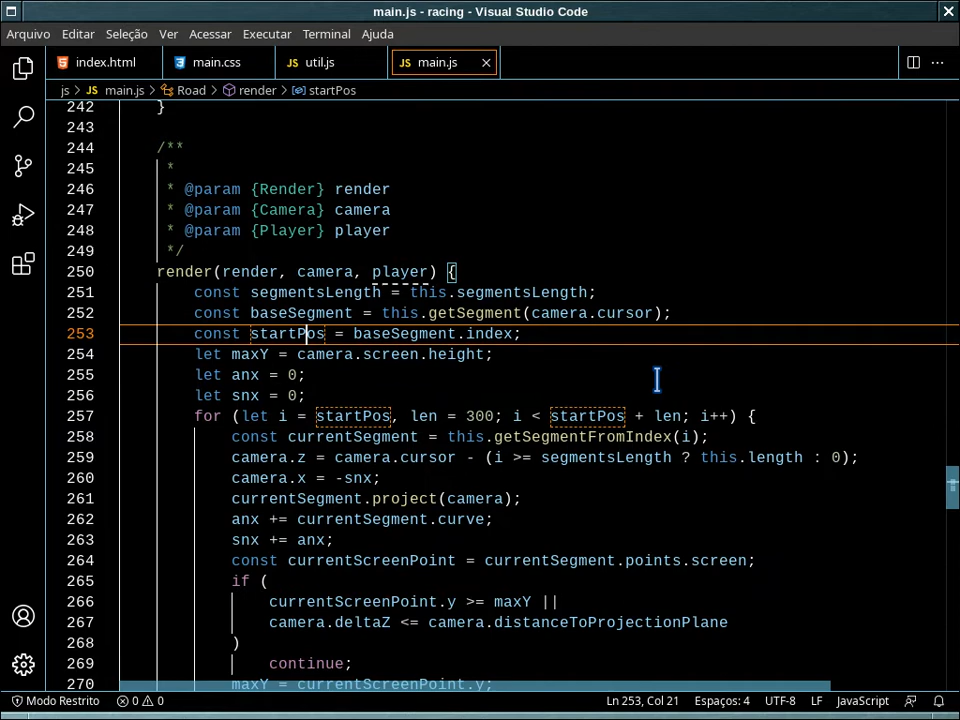 main.js - racing - Visual Studio Code
Arquivo Editar Seleção Ver Acessar Executar Terminal Ajuda
index.html main.css JS util.js JS main.js
js > JS main.js > Road > render > startPos
242 }
243
244 /**
245 *
246 * @param {Render} render
247 * @param {Camera} camera
248 * @param {Player} player
249 */
250 render(render, camera, player) {
251 const segmentsLength = this.segmentsLength;
252 const baseSegment = this.getSegment(camera.cursor);
253 const startPos = baseSegment.index;
254 let maxY = camera.screen.height;
255 let anx = 0;
256 let snx = 0;
257 for (let i = startPos, len = 300; i < startPos + len; i++) {
258 const currentSegment = this.getSegmentFromIndex(i);
259 camera.z = camera.cursor - (i >= segmentsLength ? this.length : 0);
260 camera.x = -snx;
261 currentSegment.project(camera);
262 anx += currentSegment.curve;
263 snx += anx;
264 const currentScreenPoint = currentSegment.points.screen;
265 if (
266 currentScreenPoint.y >= maxY ||
267 camera.deltaZ <= camera.distanceToProjectionPlane
268 )
269 continue;
270 maxY = currentScreenPoint.y;
Modo Restrito 0 0 Ln 253, Col 21 Espaços: 4 UTF-8 LF JavaScript